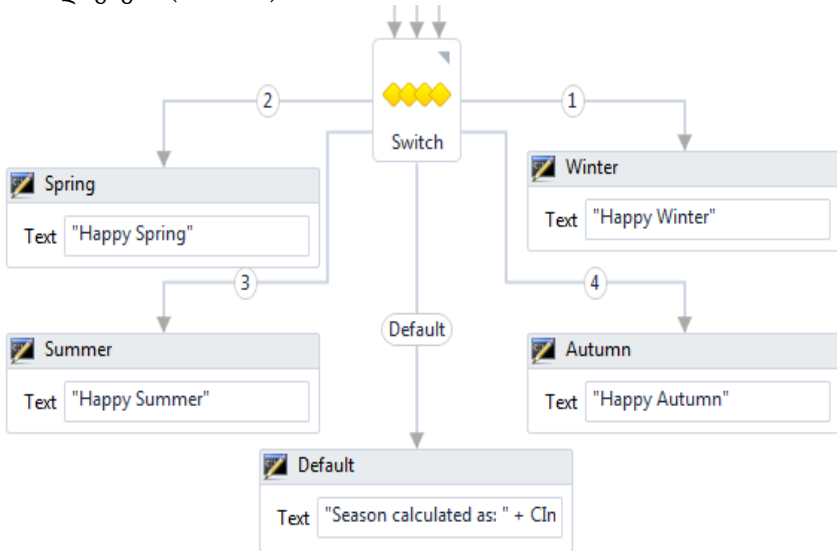 Switch
2
1
Spring
Text "Happy Spring"
Winter
Text "Happy Winter"
3
4
Default
Summer
Text "Happy Summer"
Autumn
Text "Happy Autumn"
Default
Text "Season calculated as: " + CIn